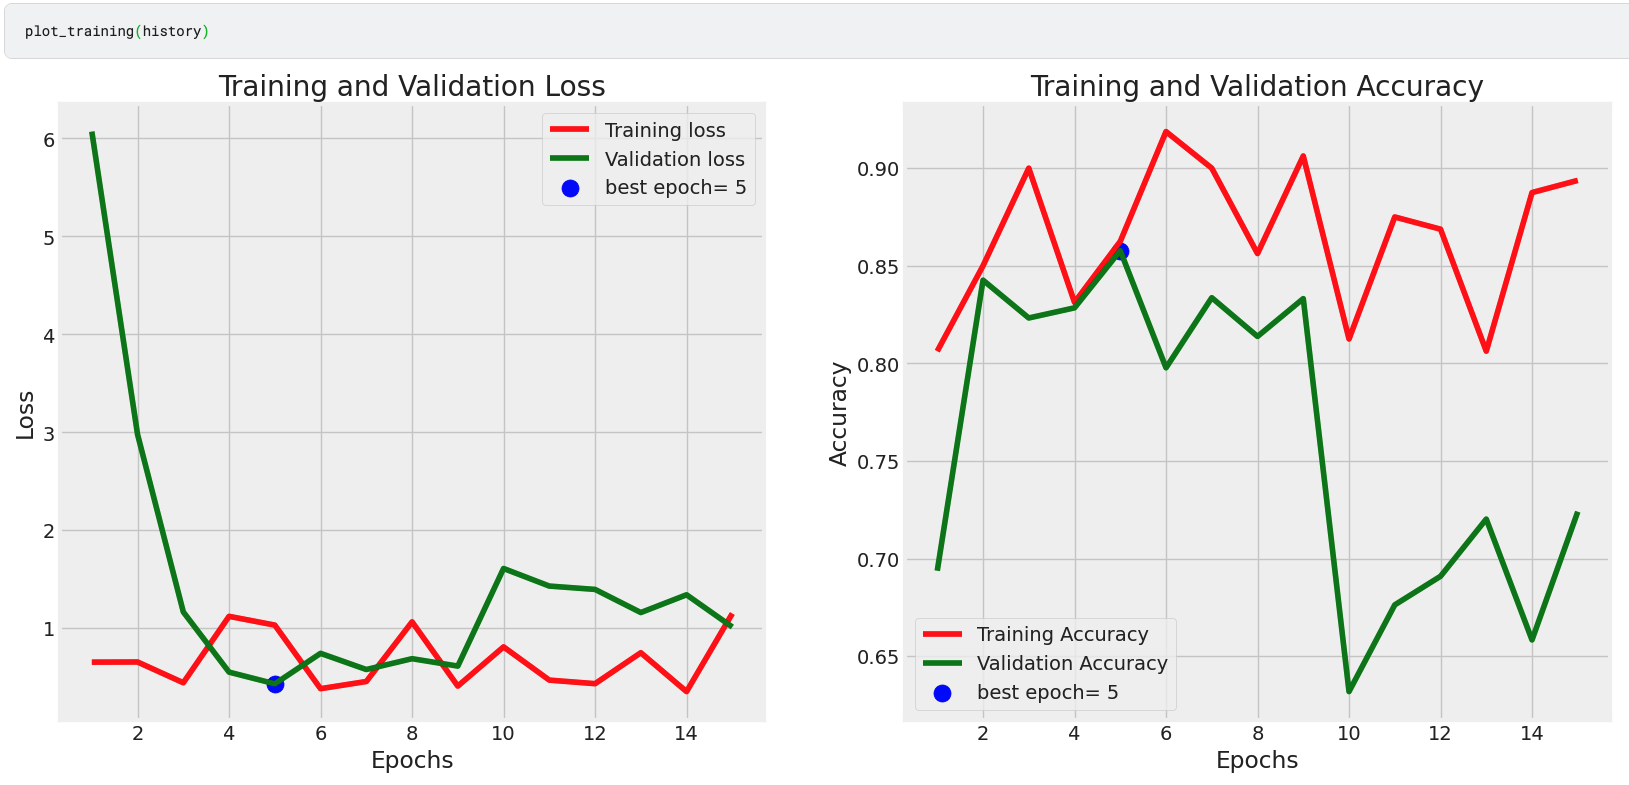 plot_training(history)
Training and Validation Loss
6
5
4
3
2
1
Loss
Training loss
Validation loss
best epoch= 5
2 4 6 8 10 12 14
Epochs
Training and Validation Accuracy
0.90
0.85
0.80
0.75
0.70
0.65
Accuracy
Training Accuracy
Validation Accuracy
best epoch= 5
2 4 6 8 10 12 14
Epochs